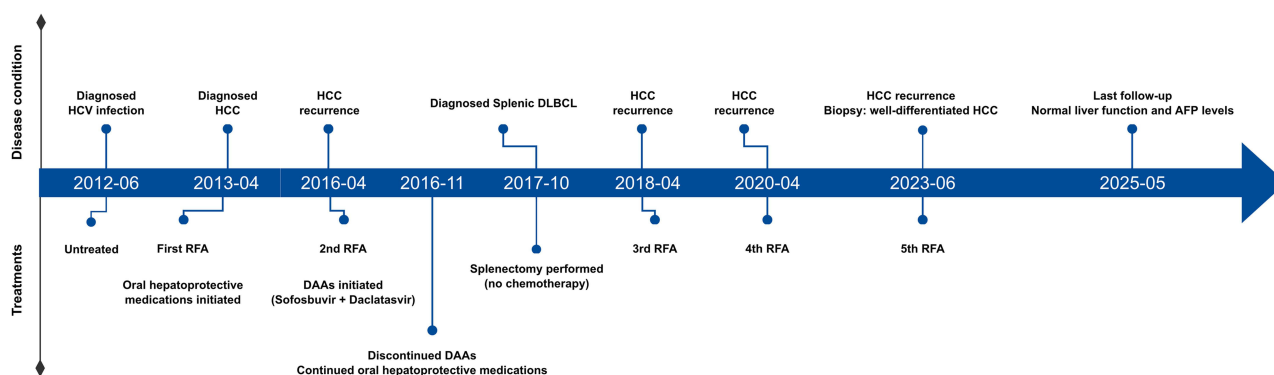 Disease condition
Diagnosed
HCV infection
Diagnosed
HCC
HCC
recurrence
Diagnosed Splenic DLBCL
HCC
recurrence
HCC
recurrence
HCC recurrence
Biopsy: well-differentiated HCC
Last follow-up
Normal liver function and AFP levels
2012-06
2013-04
2016-04
2016-11
2017-10
2018-04
2020-04
2023-06
2025-05
Treatments
Untreated
First RFA
Oral hepatoprotective
medications initiated
2nd RFA
DAAs initiated
(Sofosbuvir + Daclatasvir)
Discontinued DAAs
Continued oral hepatoprotective medications
Splenectomy performed
(no chemotherapy)
3rd RFA
4th RFA
5th RFA